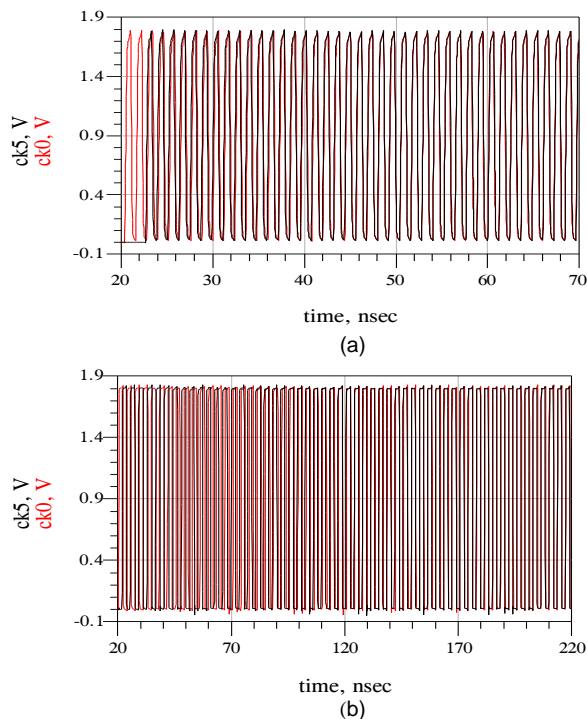 1.9
1.4
0.9
0.4
-0.1
ck5, V
ck0, V
20 30 40 50 60 70
time, nsec
(a)
1.9
1.4
0.9
0.4
-0.1
ck5, V
ck0, V
20 70 120 170 220
time, nsec
(b)